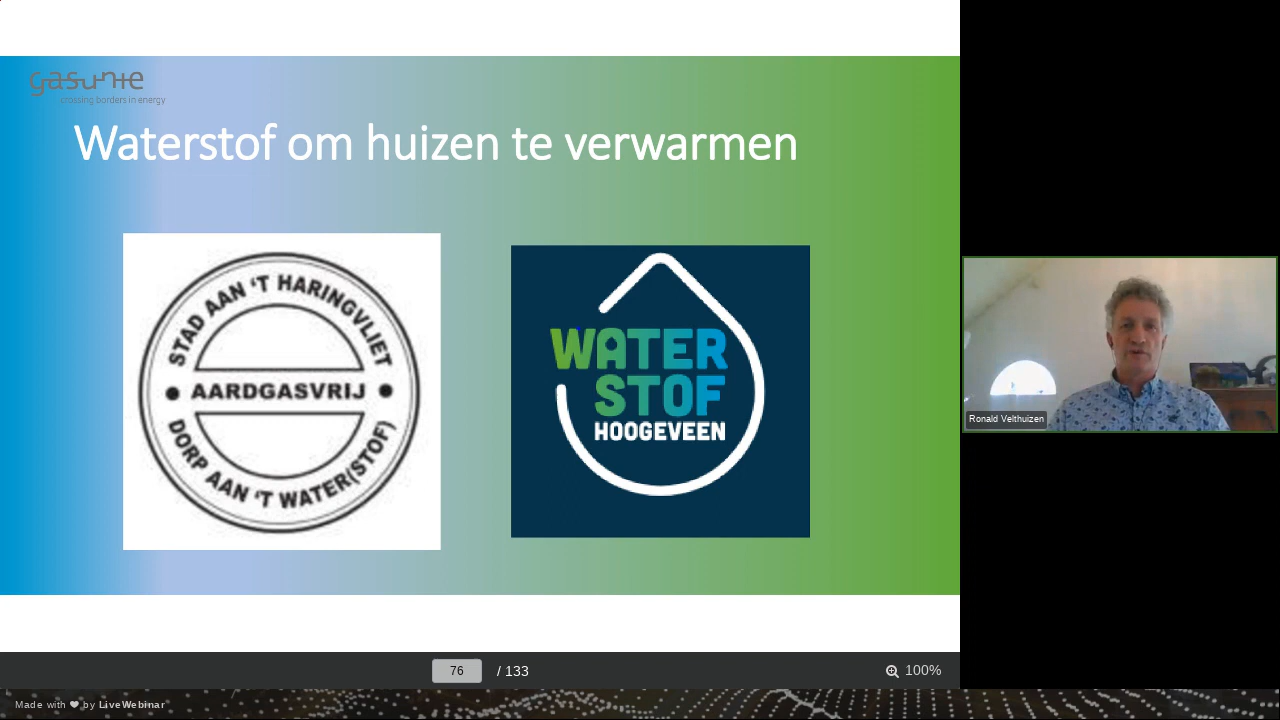 gasunie
crossing borders in energy
Waterstof om huizen te verwarmen
STAD AAN 'T HARINGVLIET
AARDGASVRIJ
DORP AAN 'T WATER(STOF)
WATER
STOF
HOOGEVEEN
Ronald Velthuizen
76 / 133
100%
Made with ❤ by LiveWebinar